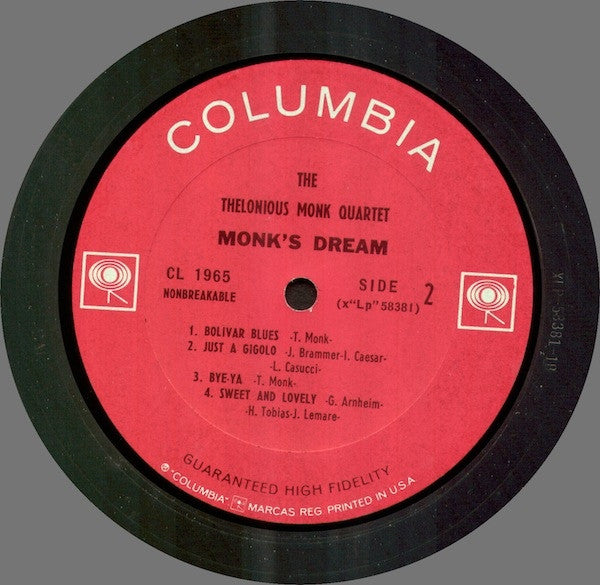 COLUMBIA
THE
THELONIOUS MONK QUARTET
MONK'S DREAM
CL 1965
NONBREAKABLE
SIDE 2
(x"Lp" 58381)
1. BOLIVAR BLUES -T. Monk-
2. JUST A GIGOLO -J. Brammer-I. Caesar-
-L. Casucci-
3. BYE-YA -T. Monk-
4. SWEET AND LOVELY -G. Arnheim-
-H. Tobias-J. Lemare-
GUARANTEED HIGH FIDELITY
® "COLUMBIA" MARCAS REG. PRINTED IN U.S.A.